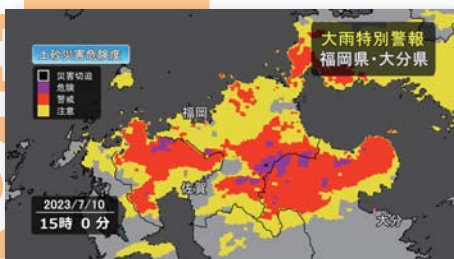 大雨特別警報
福岡県・大分県
土砂災害危険度
災害切迫
危険
警戒
注意
福岡
佐賀
大分
2023/7/10
15時 0分